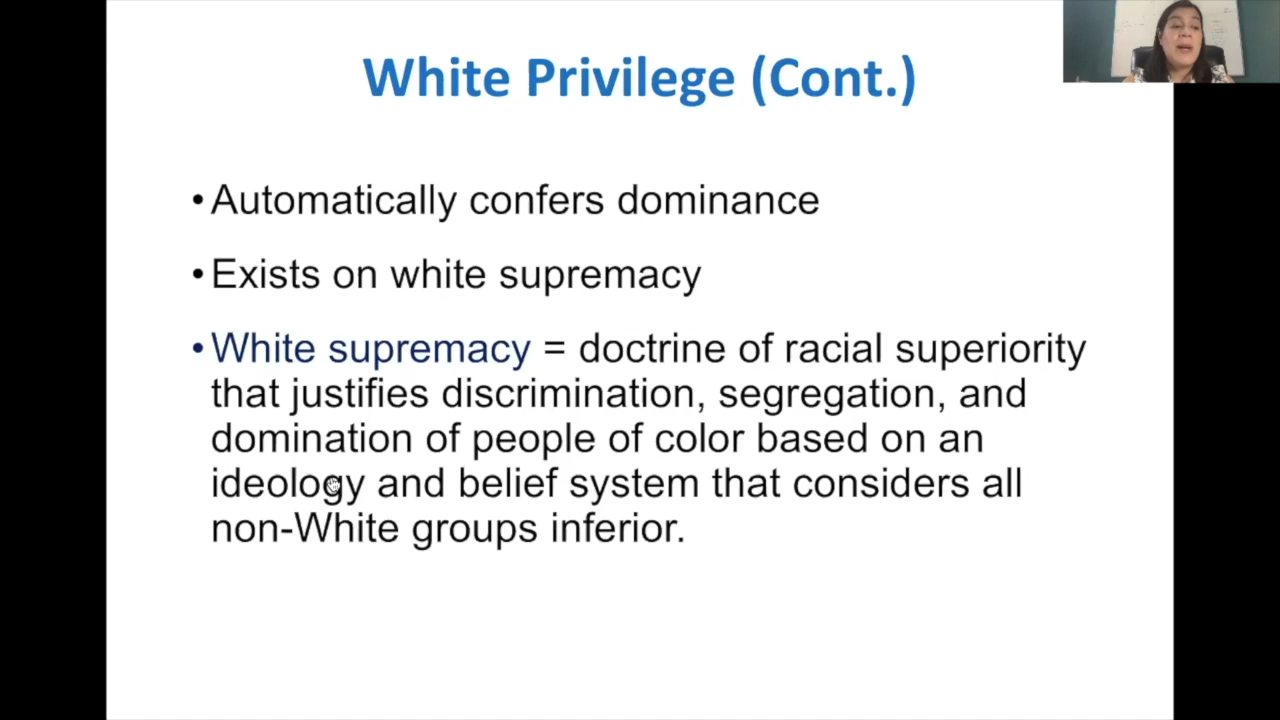 White Privilege (Cont.)
•Automatically confers dominance
•Exists on white supremacy
•White supremacy = doctrine of racial superiority
that justifies discrimination, segregation, and
domination of people of color based on an
ideology and belief system that considers all
non-White groups inferior.